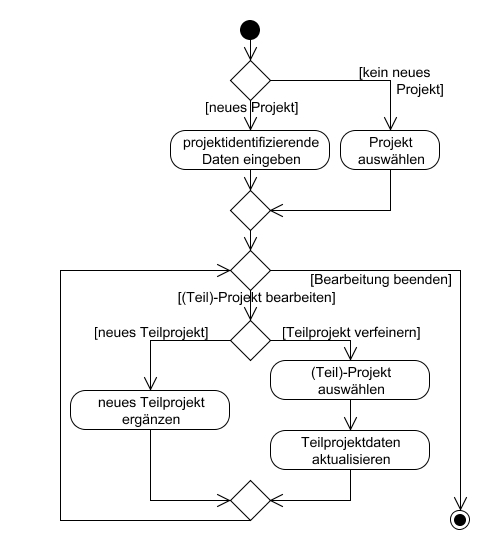 [kein neues
Projekt]
[neues Projekt]
projektidentifizierende
Daten eingeben
Projekt
auswählen
[Bearbeitung beenden]
[(Teil)-Projekt bearbeiten]
[neues Teilprojekt]
[Teilprojekt verfeinern]
(Teil)-Projekt
auswählen
neues Teilprojekt
ergänzen
Teilprojektdaten
aktualisieren